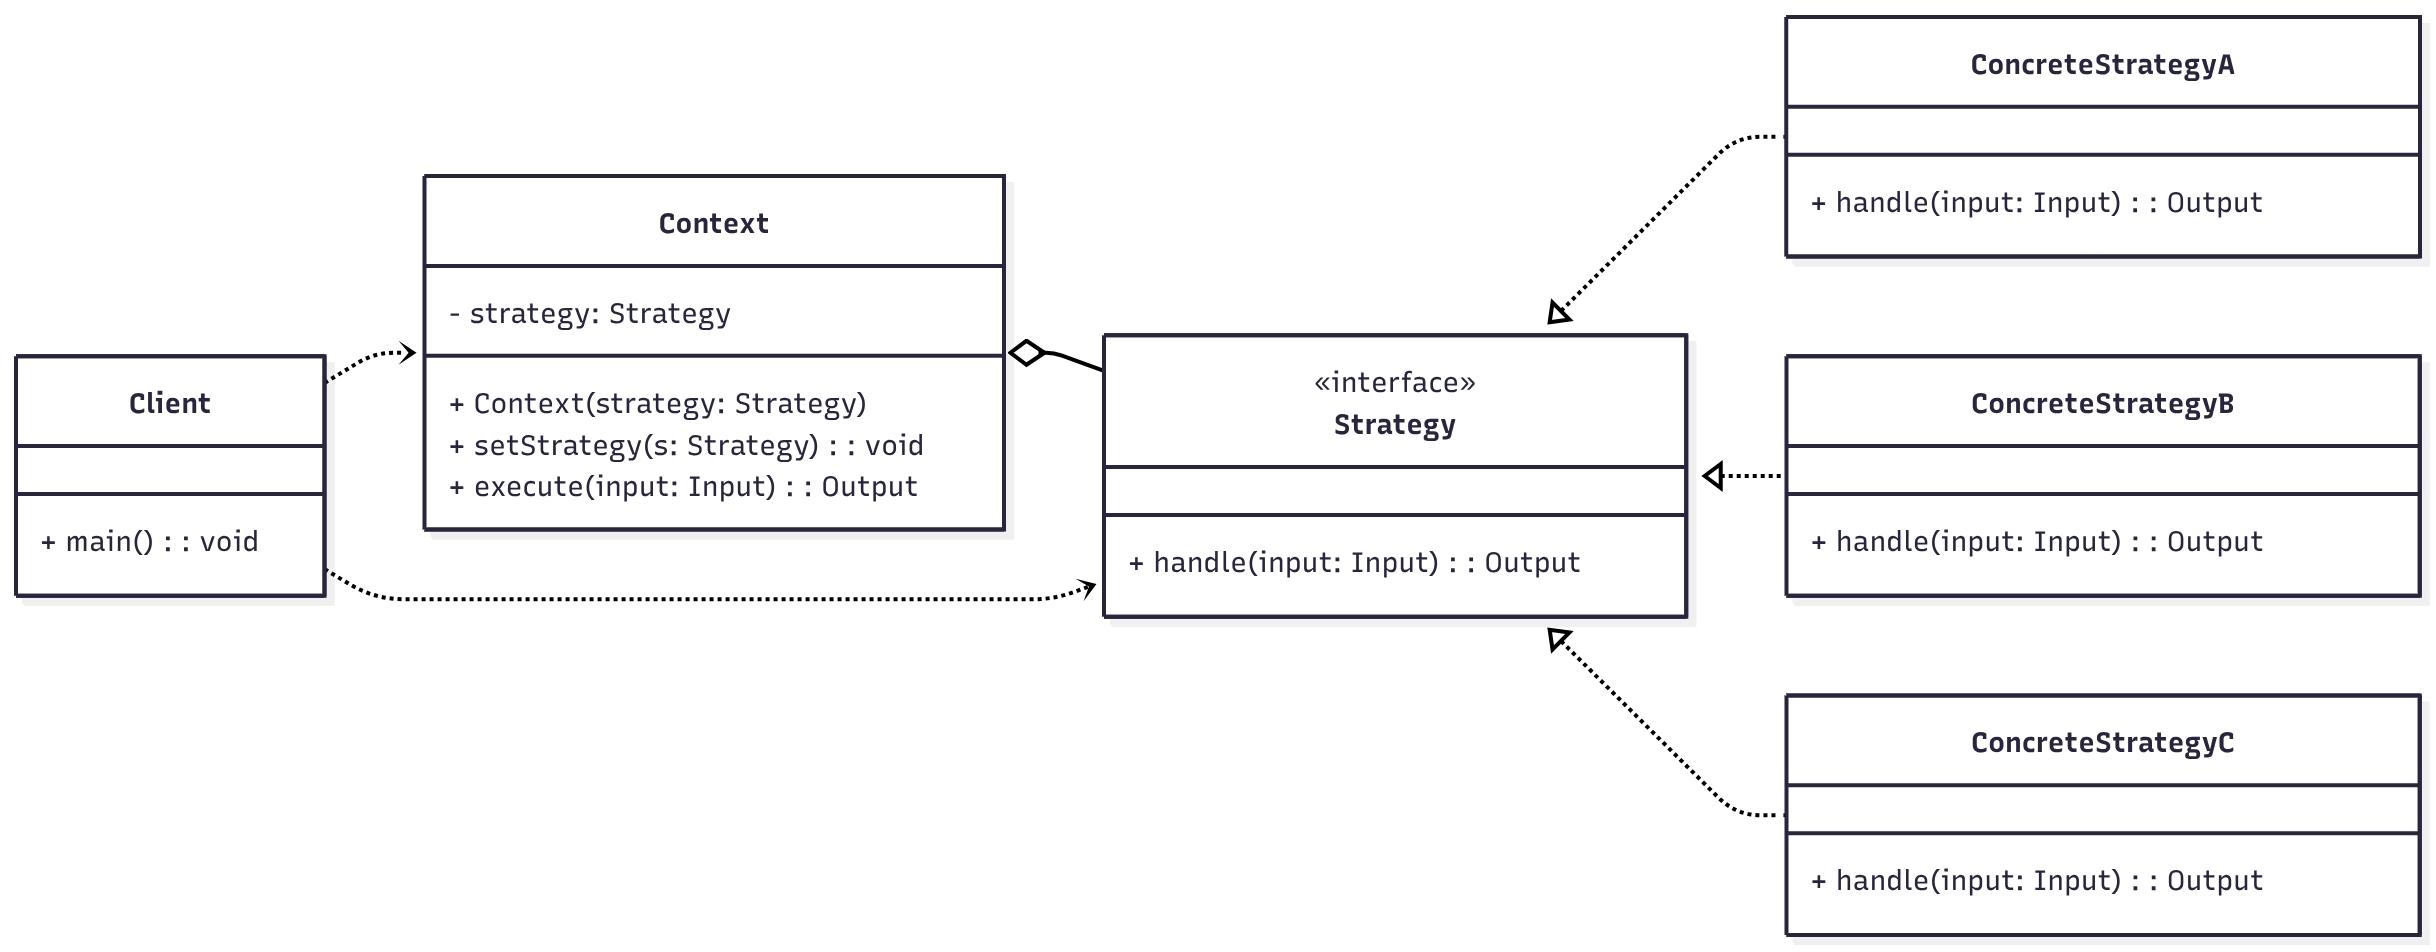 Client
+ main() : : void
Context
- strategy: Strategy
+ Context(strategy: Strategy)
+ setStrategy(s: Strategy) : : void
+ execute(input: Input) : : Output
«interface»
Strategy
+ handle(input: Input) : : Output
ConcreteStrategyA
+ handle(input: Input) : : Output
ConcreteStrategyB
+ handle(input: Input) : : Output
ConcreteStrategyC
+ handle(input: Input) : : Output